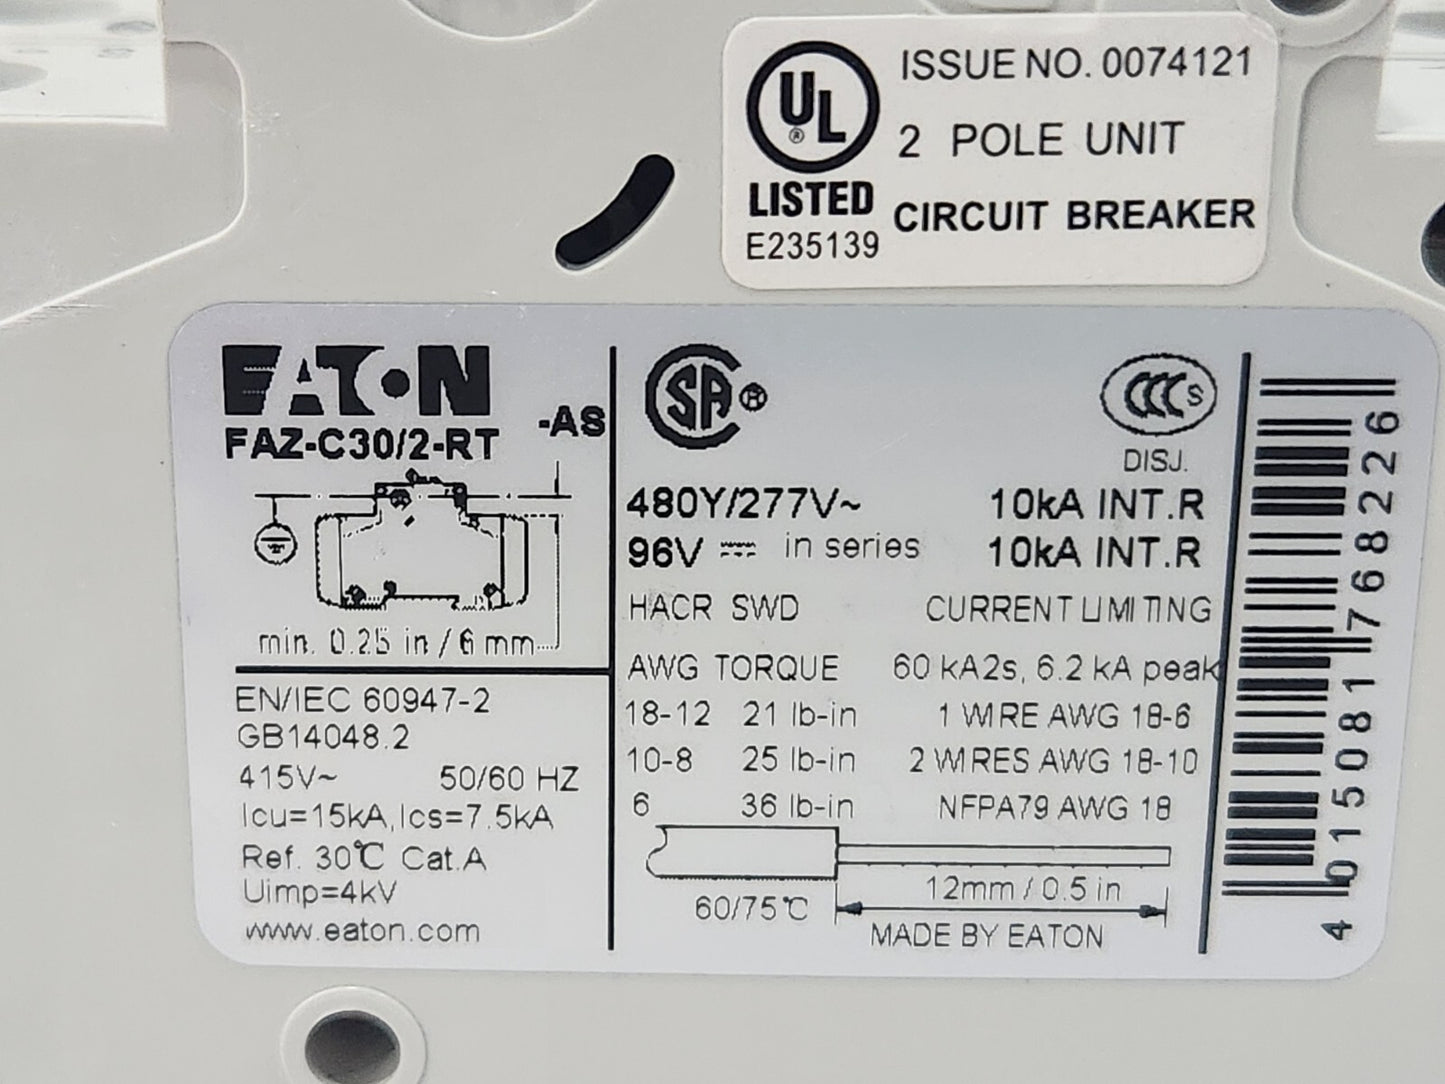 UL
®
LISTED
E235139
ISSUE NO. 0074121
2 POLE UNIT
CIRCUIT BREAKER
EATON
FAZ-C30/2-RT -AS
min. 0.25 in / 6 mm
EN/IEC 60947-2
GB14048.2
415V~ 50/60 HZ
Icu=15kA,Ics=7.5kA
Ref. 30℃ Cat.A
Uimp=4kV
www.eaton.com
SA ®
CCC S
DISJ.
480Y/277V~ 10kA INT.R
96V ⎓ in series 10kA INT.R
HACR SWD CURRENT LIMITING
AWG TORQUE 60 kA2s, 6.2 kA peak
18-12 21 lb-in 1 WIRE AWG 18-6
10-8 25 lb-in 2 WIRES AWG 18-10
6 36 lb-in NFPA79 AWG 18
12mm / 0.5 in
60/75℃
MADE BY EATON
4015081768226